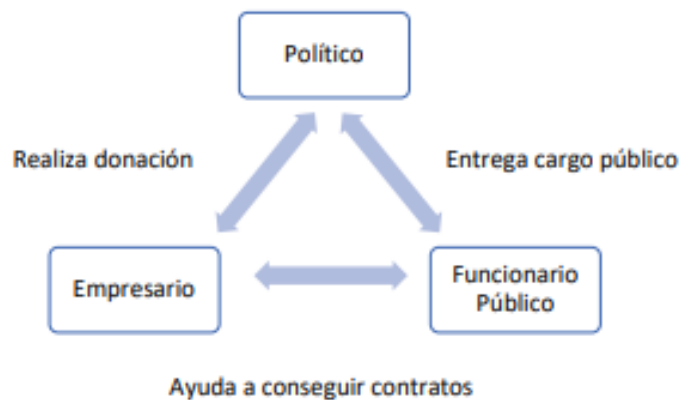 Político
Realiza donación
Entrega cargo público
Empresario
Funcionario
Público
Ayuda a conseguir contratos